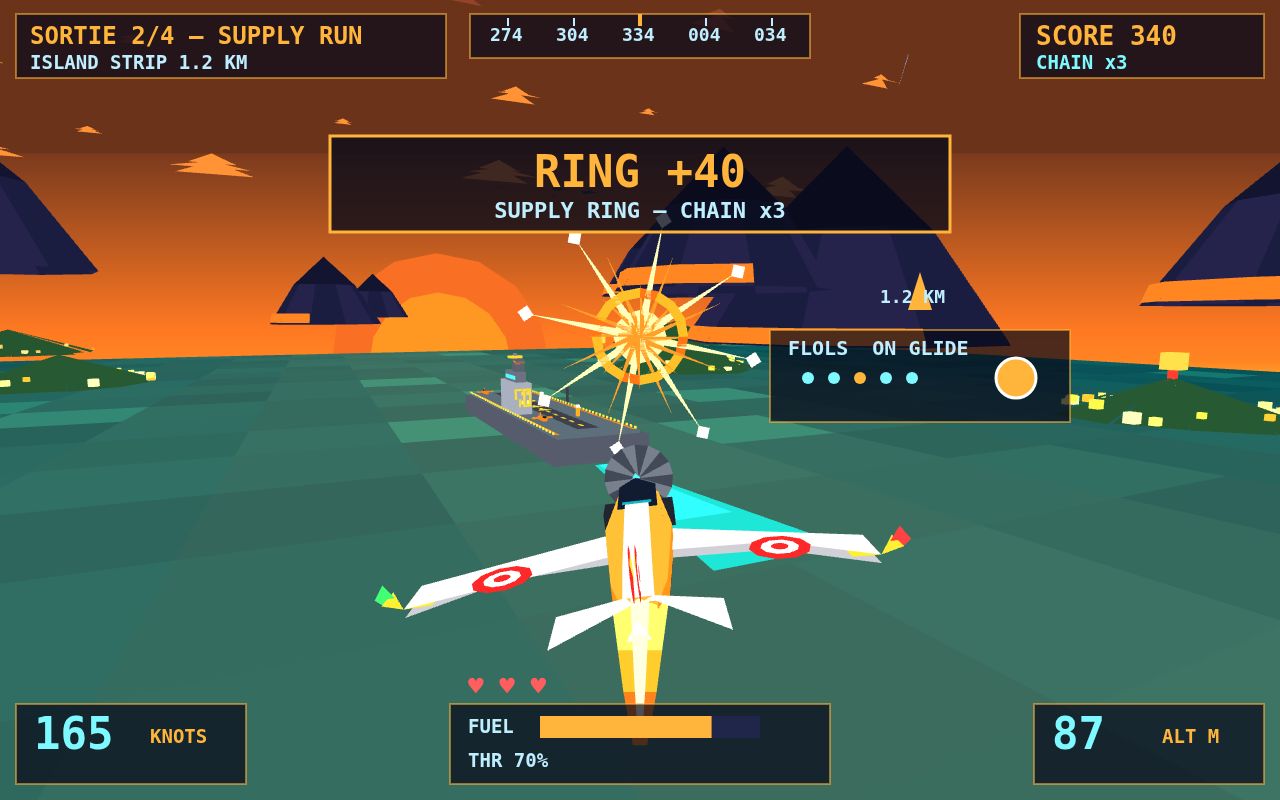 SORTIE 2/4 — SUPPLY RUN
ISLAND STRIP 1.2 KM
274 304 334 004 034
SCORE 340
CHAIN x3
RING +40
SUPPLY RING — CHAIN x3
1.2 KM
FLOLS ON GLIDE
165 KNOTS
FUEL
THR 70%
87 ALT M